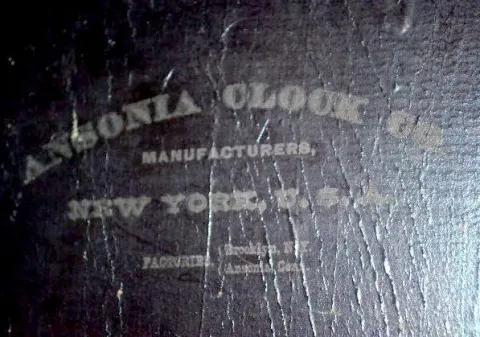 ANSONIA CLOCK CO.
MANUFACTURERS,
NEW YORK, U. S. A.
FACTORIES,
Brooklyn, N.Y.
Ansonia, Conn.